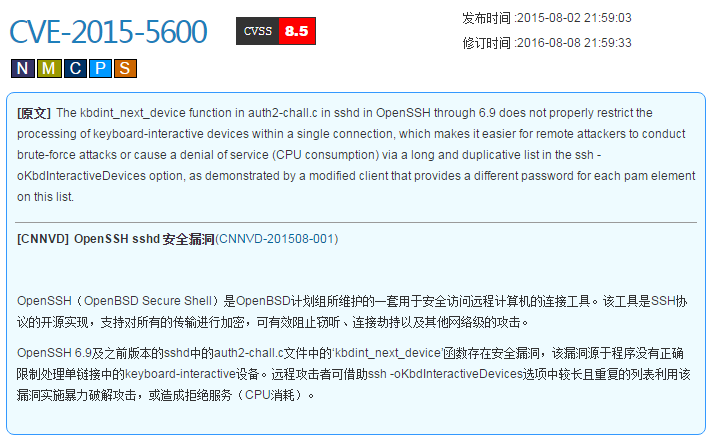 CVE-2015-5600 CVSS 8.5
发布时间 :2015-08-02 21:59:03
修订时间 :2016-08-08 21:59:33
N M C P S
[原文] The kbdint_next_device function in auth2-chall.c in sshd in OpenSSH through 6.9 does not properly restrict the
processing of keyboard-interactive devices within a single connection, which makes it easier for remote attackers to conduct
brute-force attacks or cause a denial of service (CPU consumption) via a long and duplicative list in the ssh -
oKbdInteractiveDevices option, as demonstrated by a modified client that provides a different password for each pam element
on this list.
[CNNVD] OpenSSH sshd 安全漏洞(CNNVD-201508-001)
OpenSSH（OpenBSD Secure Shell）是OpenBSD计划组所维护的一套用于安全访问远程计算机的连接工具。该工具是SSH协
议的开源实现，支持对所有的传输进行加密，可有效阻止窃听、连接劫持以及其他网络级的攻击。
OpenSSH 6.9及之前版本的sshd中的auth2-chall.c文件中的‘kbdint_next_device’函数存在安全漏洞，该漏洞源于程序没有正确
限制处理单链接中的keyboard-interactive设备。远程攻击者可借助ssh -oKbdInteractiveDevices选项中较长且重复的列表利用该
漏洞实施暴力破解攻击，或造成拒绝服务（CPU消耗）。